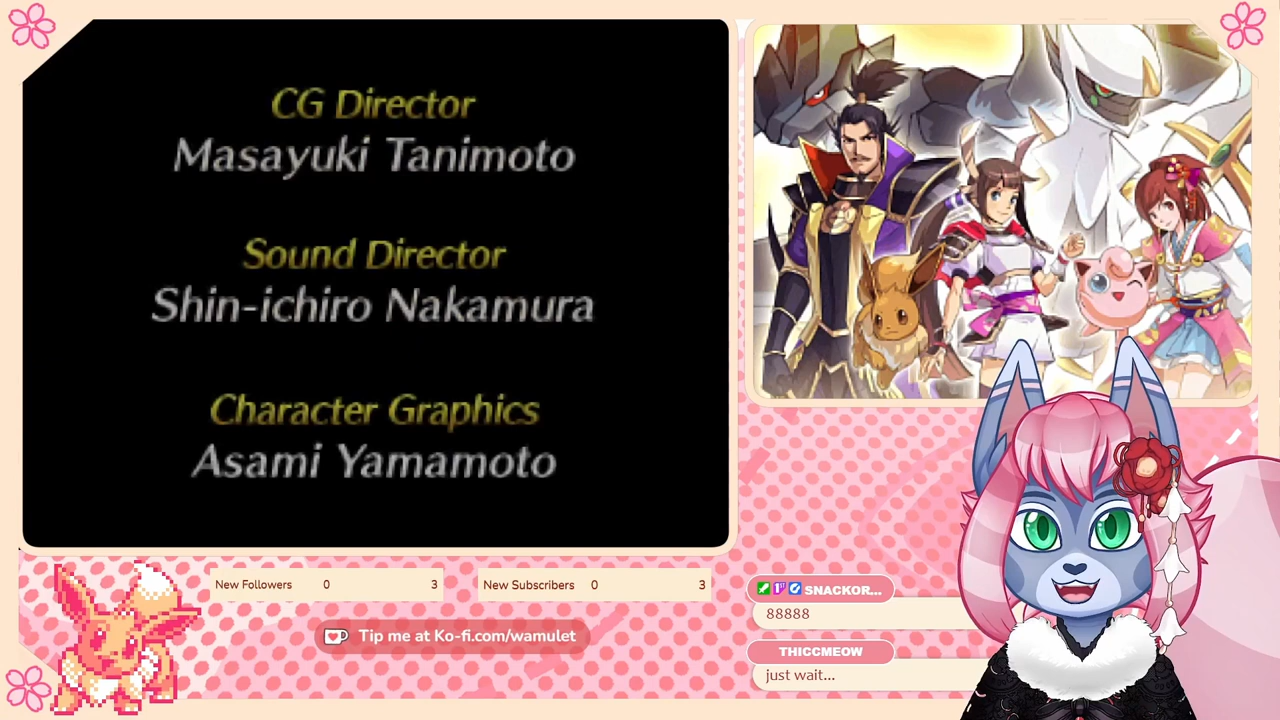 CG Director
Masayuki Tanimoto
Sound Director
Shin-ichiro Nakamura
Character Graphics
Asami Yamamoto
New Followers 0 3
New Subscribers 0 3
Tip me at Ko-fi.com/wamulet
SNACKOR...
88888
THICCMEOW
just wait...